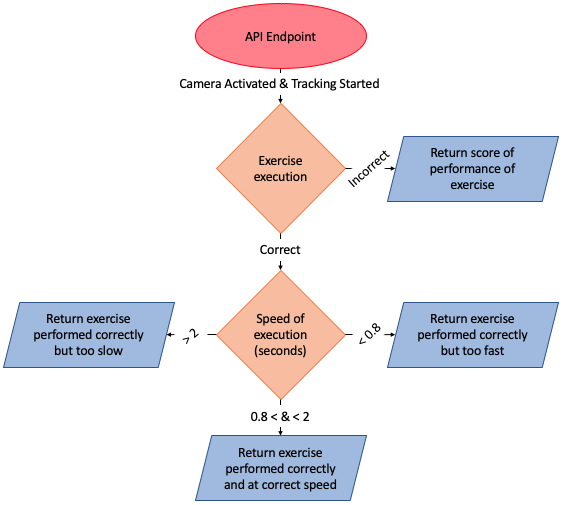 API Endpoint
Camera Activated & Tracking Started
Exercise
execution
Incorrect
Return score of
performance of
exercise
Correct
Return exercise
performed correctly
but too slow
> 2
Speed of
execution
(seconds)
< 0.8
Return exercise
performed correctly
but too fast
0.8 < & < 2
Return exercise
performed correctly
and at correct speed